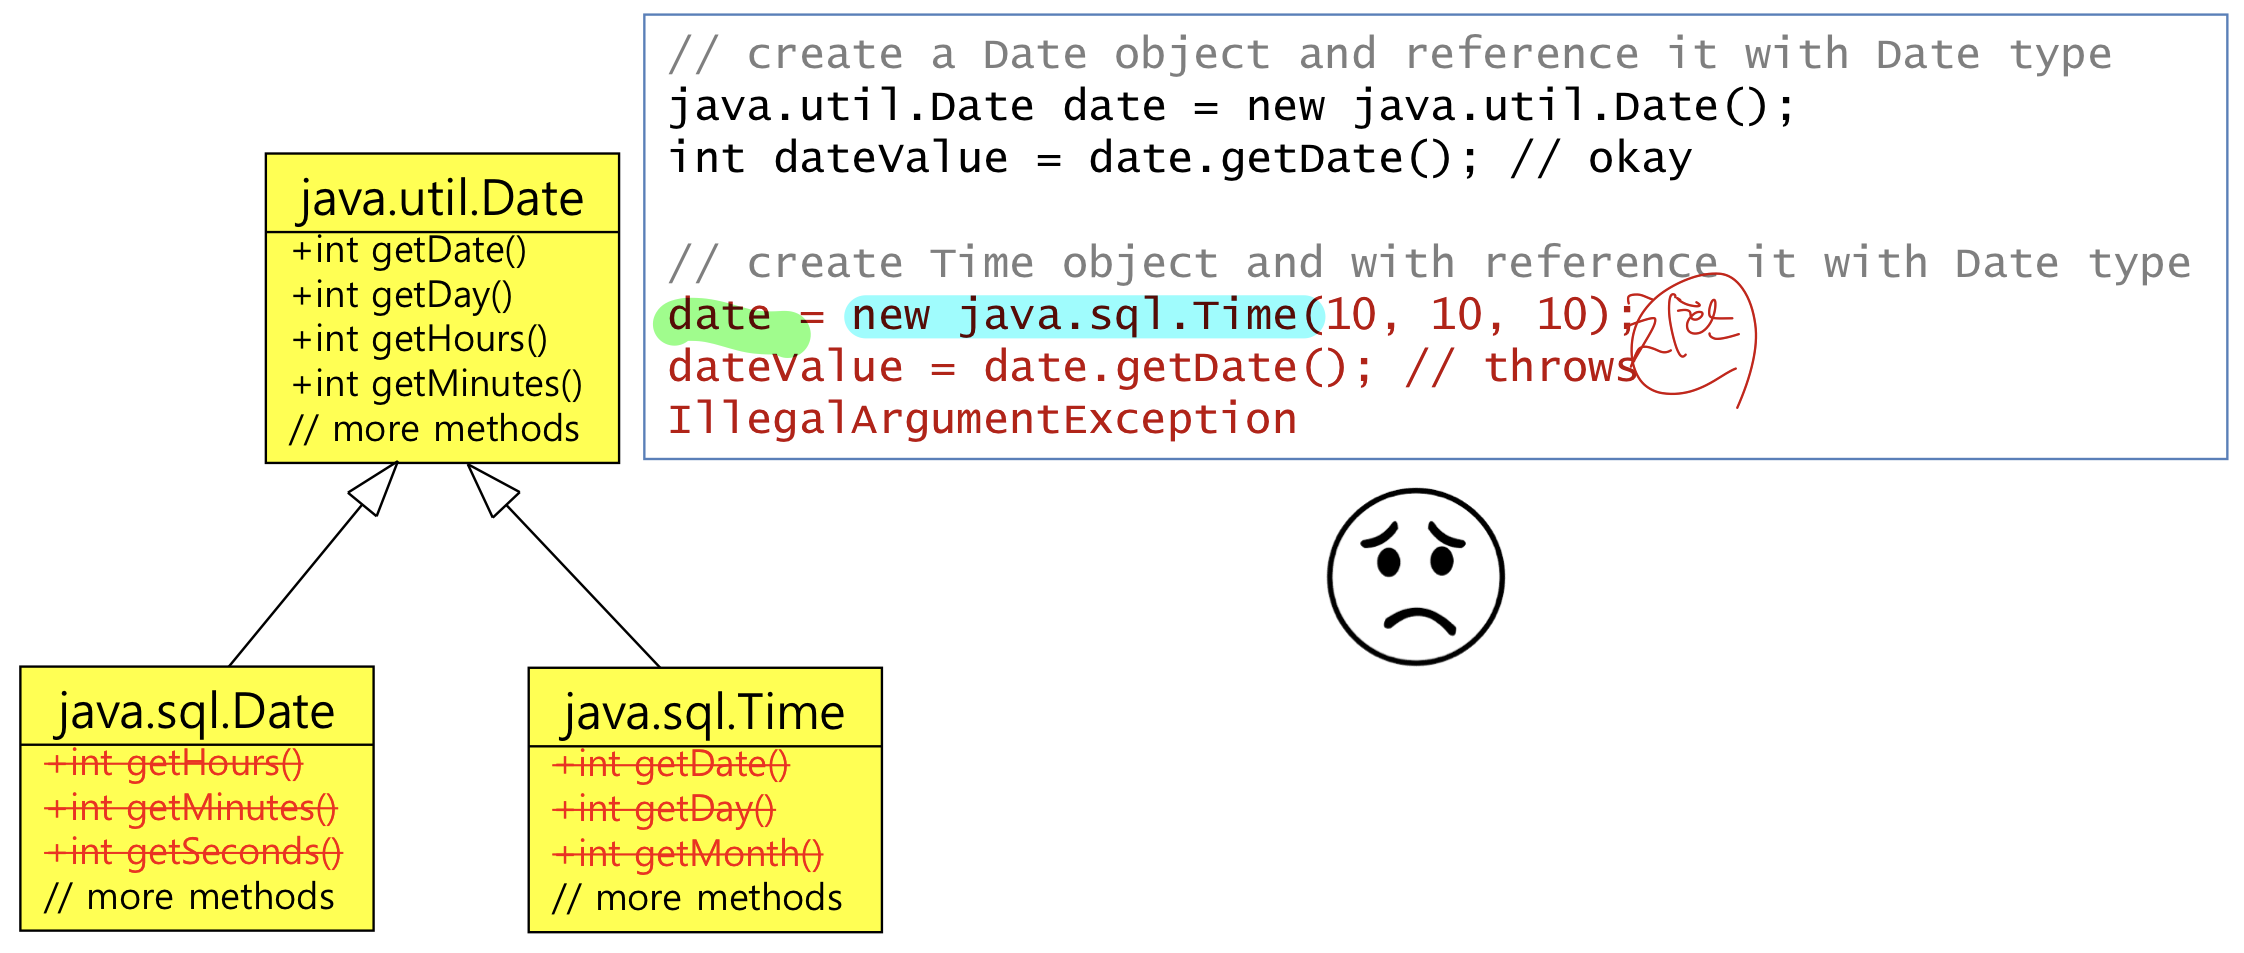 // create a Date object and reference it with Date type
java.util.Date date = new java.util.Date();
int dateValue = date.getDate(); // okay
// create Time object and with reference it with Date type
date = new java.sql.Time(10, 10, 10);
dateValue = date.getDate(); // throws
IllegalArgumentException
java.util.Date
+int getDate()
+int getDay()
+int getHours()
+int getMinutes()
// more methods
java.sql.Date
+int getHours()
+int getMinutes()
+int getSeconds()
// more methods
java.sql.Time
+int getDate()
+int getDay()
+int getMonth()
// more methods